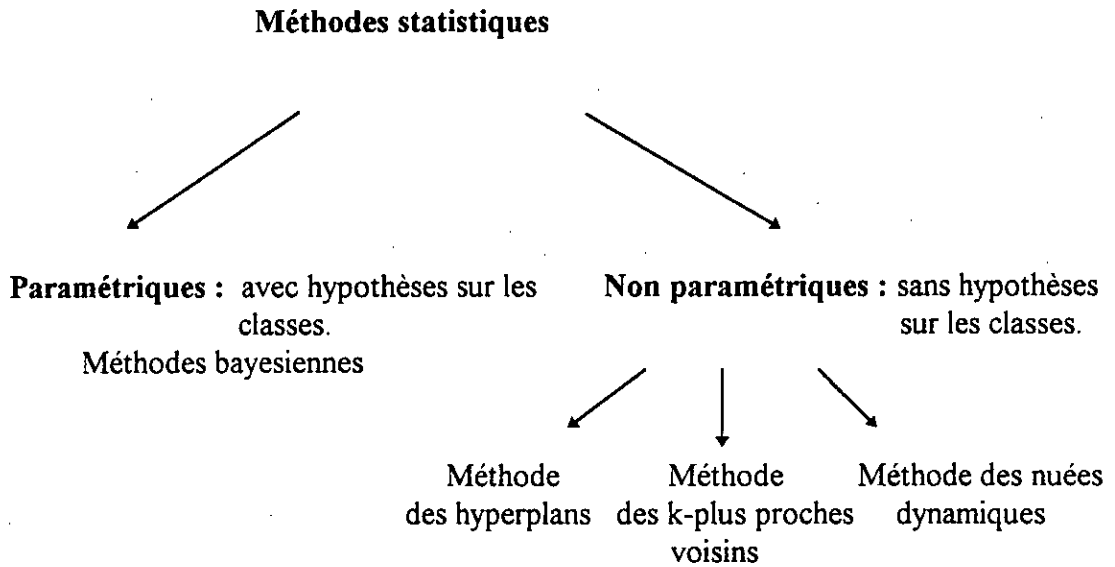 Méthodes statistiques
Paramétriques : avec hypothèses sur les
classes.
Méthodes bayesiennes
Non paramétriques : sans hypothèses
sur les classes.
Méthode
des hyperplans
Méthode
des k-plus proches
voisins
Méthode des nuées
dynamiques